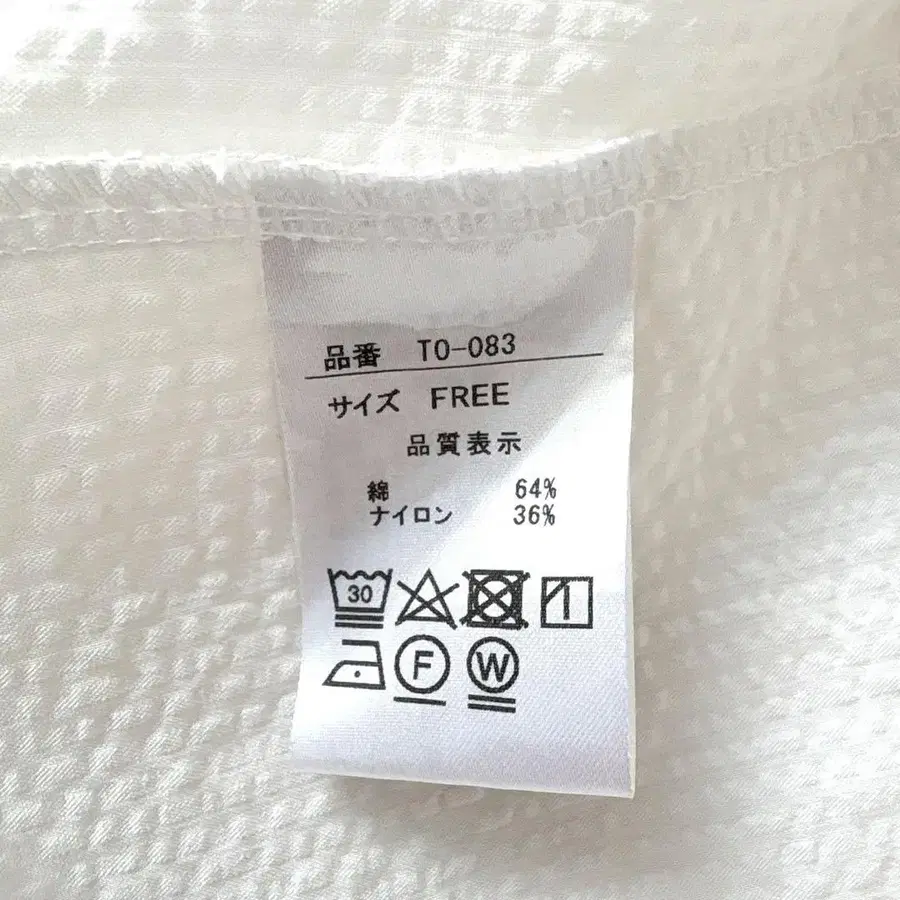 品番 TO-083
サイズ FREE
品質表示
綿 64%
ナイロン 36%
30
F W